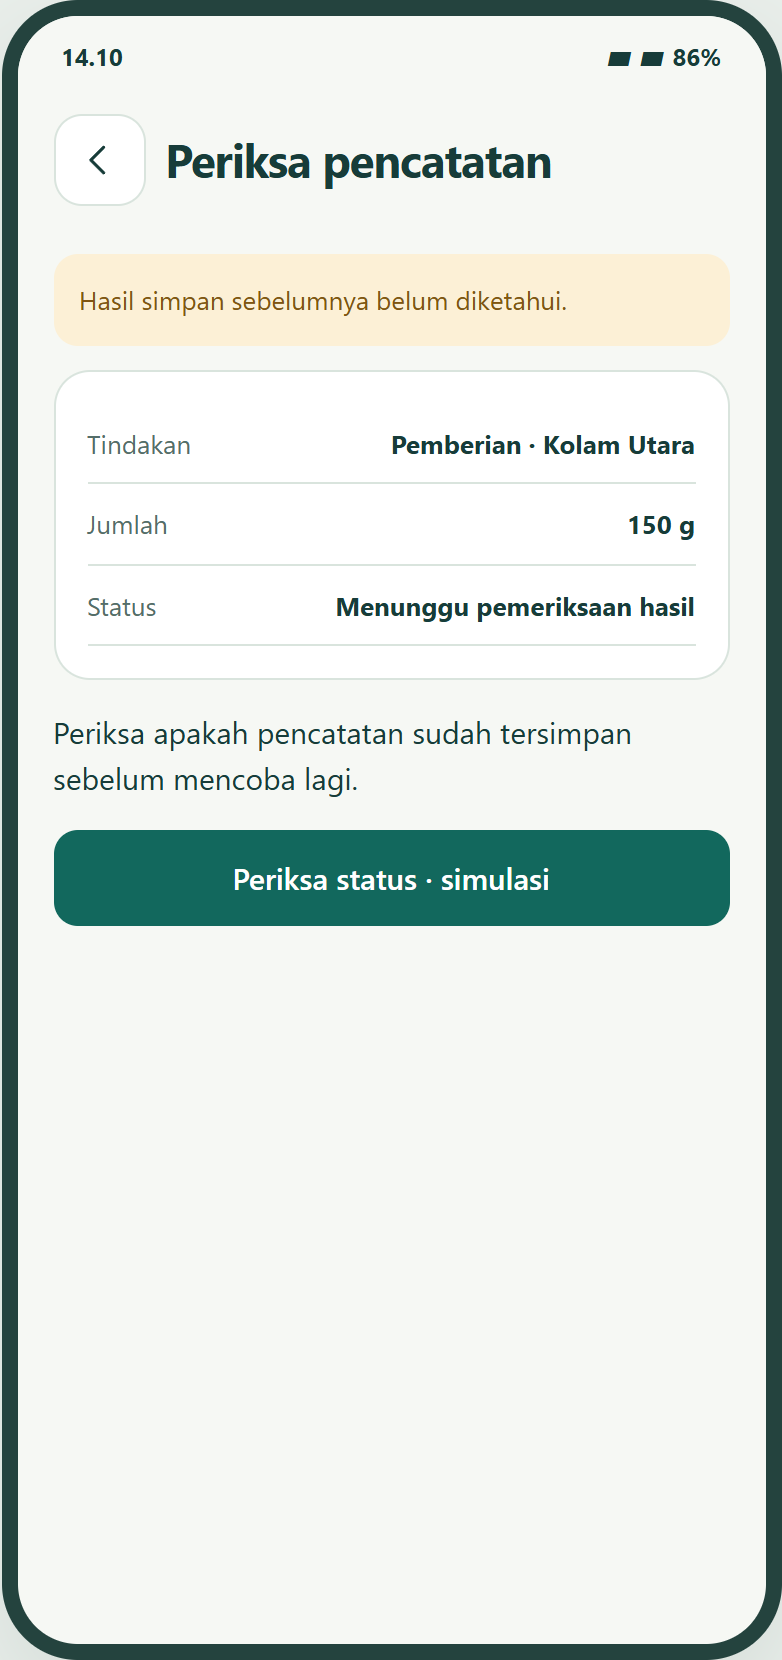 14.10 86%
Periksa pencatatan
Hasil simpan sebelumnya belum diketahui.
Tindakan Pemberian · Kolam Utara
Jumlah 150 g
Status Menunggu pemeriksaan hasil
Periksa apakah pencatatan sudah tersimpan
sebelum mencoba lagi.
Periksa status · simulasi